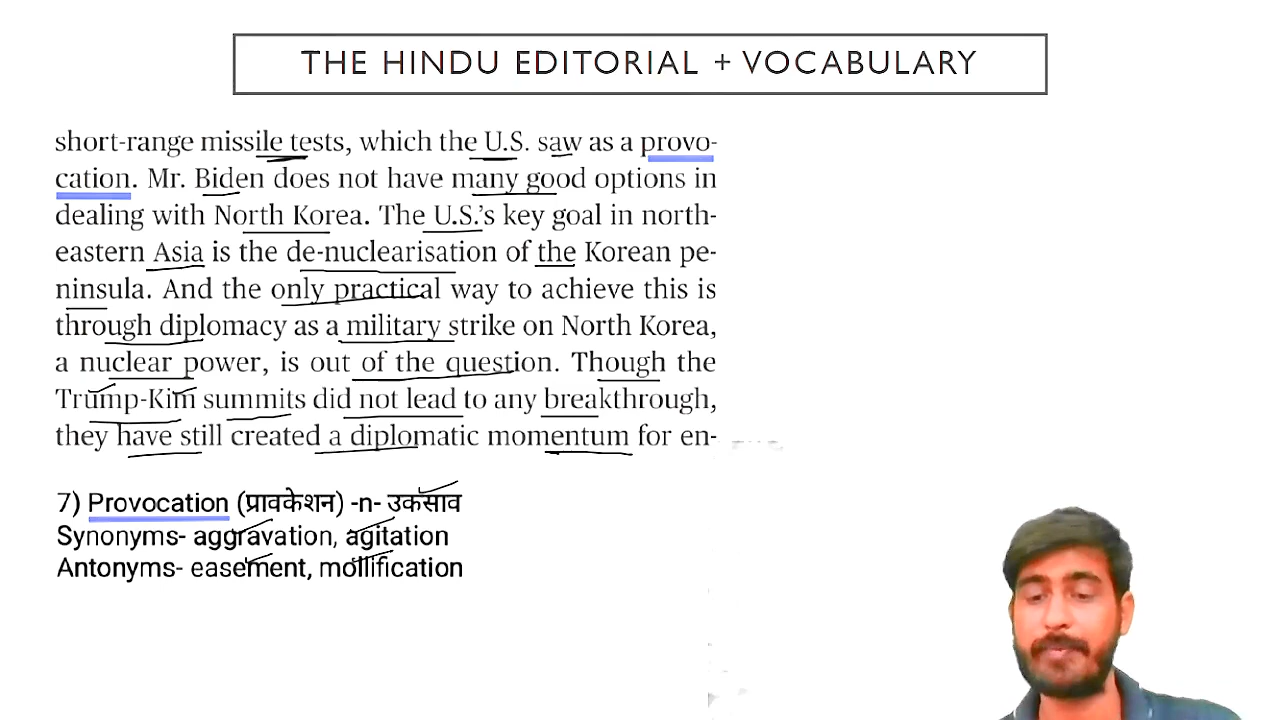 THE HINDU EDITORIAL + VOCABULARY
short-range missile tests, which the U.S. saw as a provo-
cation. Mr. Biden does not have many good options in
dealing with North Korea. The U.S.'s key goal in north-
eastern Asia is the de-nuclearisation of the Korean pe-
ninsula. And the only practical way to achieve this is
through diplomacy as a military strike on North Korea,
a nuclear power, is out of the question. Though the
Trump-Kim summits did not lead to any breakthrough,
they have still created a diplomatic momentum for en-
7) Provocation (प्रावकेशन) -n- उकसाव
Synonyms- aggravation, agitation
Antonyms- easement, mollification